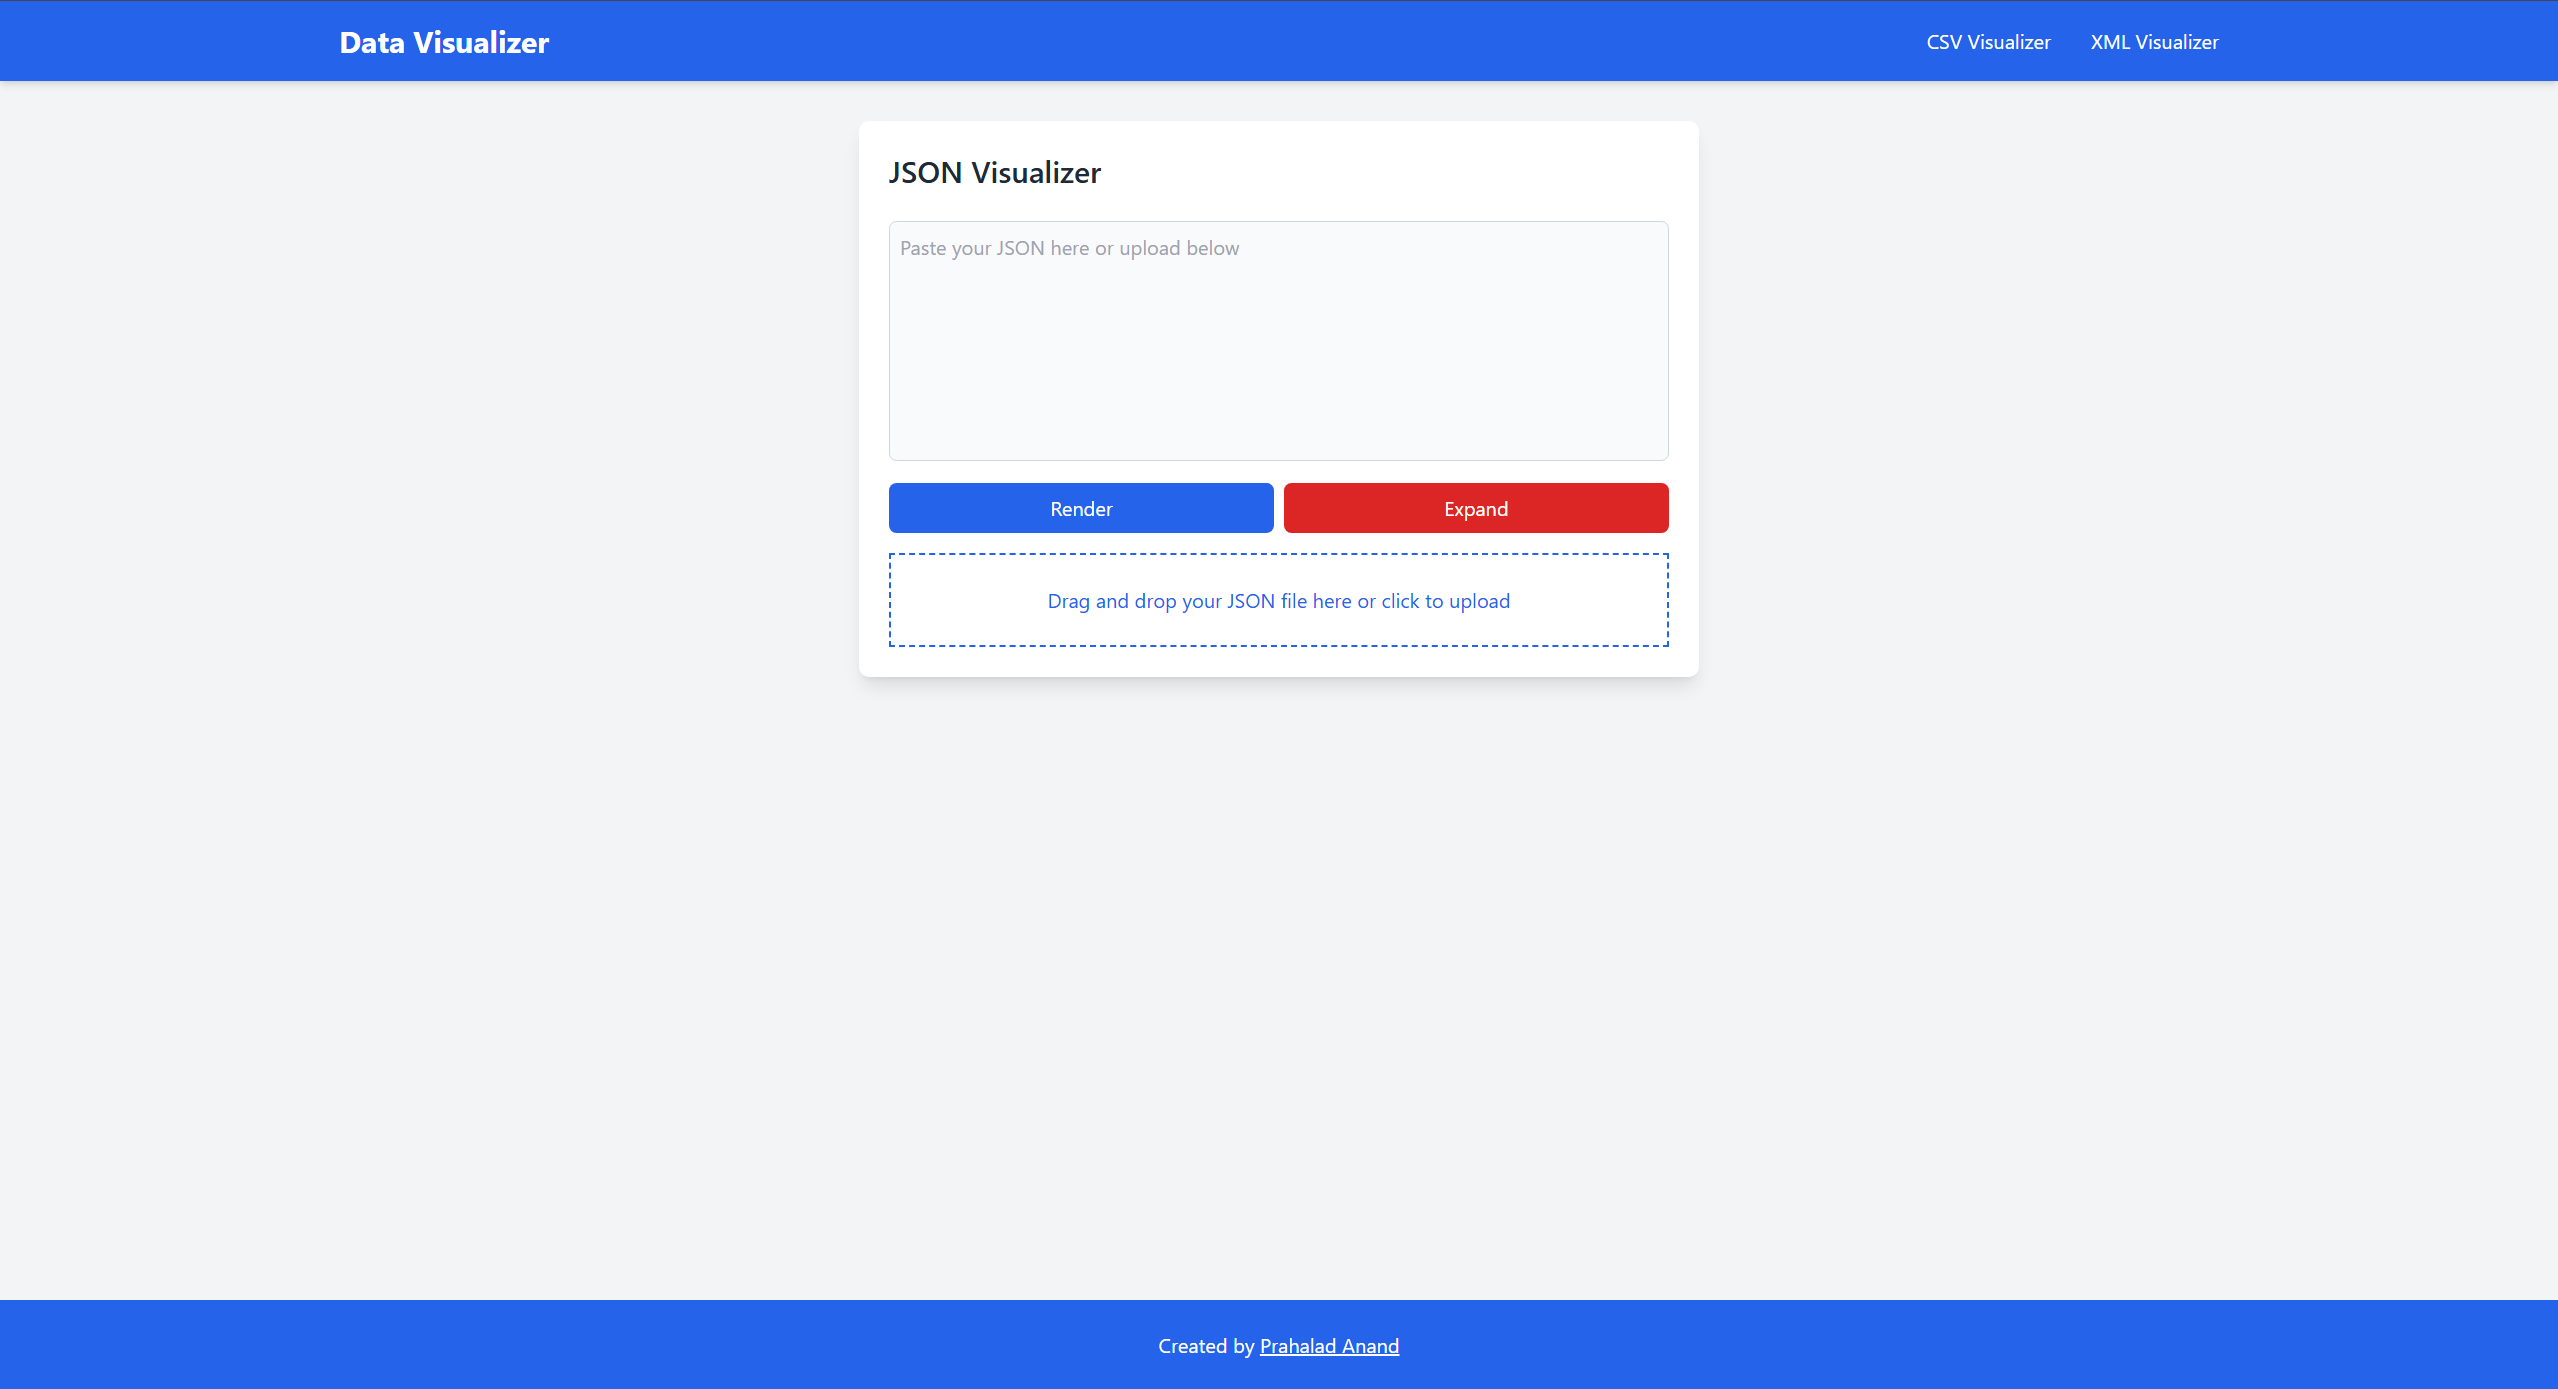 Data Visualizer
CSV Visualizer
XML Visualizer
JSON Visualizer
Paste your JSON here or upload below
Render
Expand
Drag and drop your JSON file here or click to upload
Created by Prahalad Anand